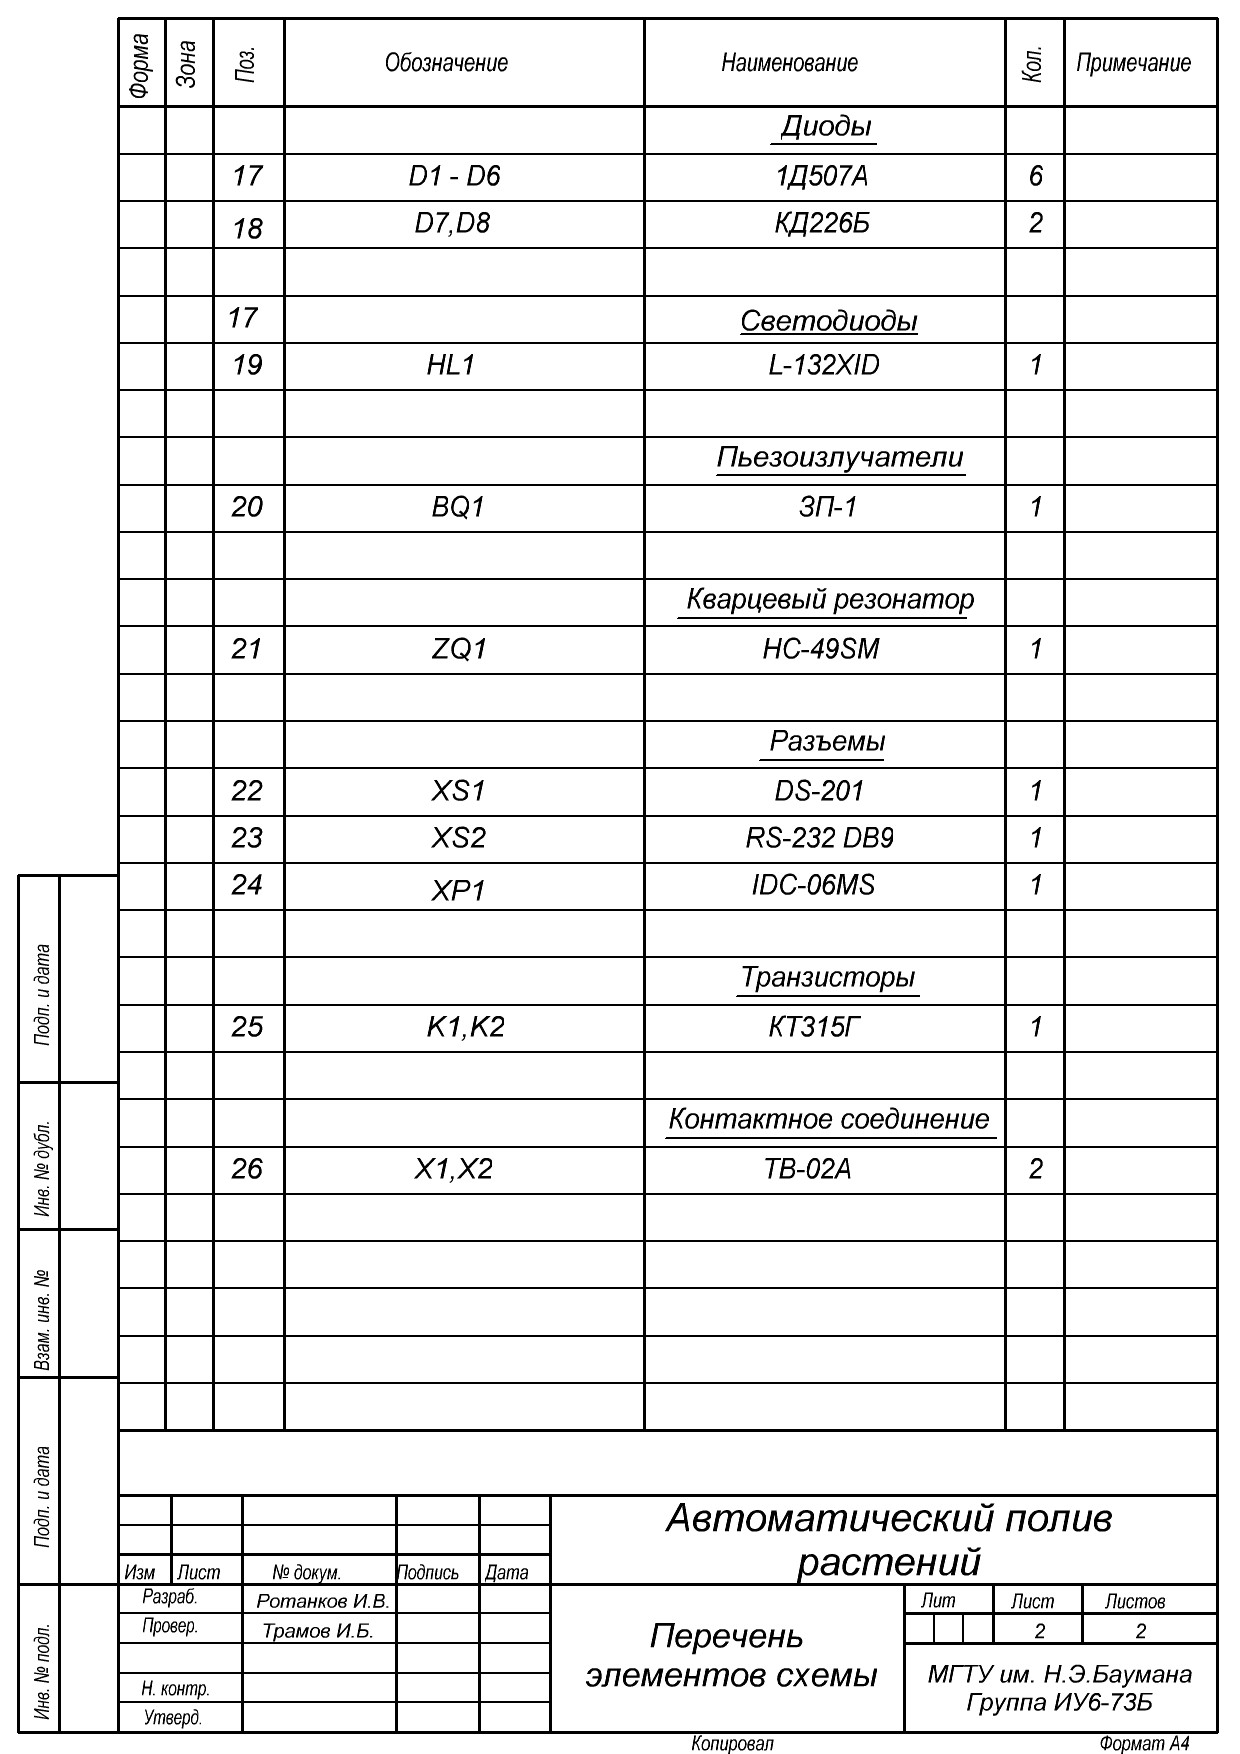 Форма Зона Поз. Обозначение Наименование Кол. Примечание
Диоды
17 D1 - D6 1Д507А 6
18 D7,D8 КД226Б 2
17 Светодиоды
19 HL1 L-132XID 1
Пьезоизлучатели
20 BQ1 ЗП-1 1
Кварцевый резонатор
21 ZQ1 HC-49SM 1
Разъемы
22 XS1 DS-201 1
23 XS2 RS-232 DB9 1
24 XP1 IDC-06MS 1
Транзисторы
25 K1,K2 КТ315Г 1
Контактное соединение
26 X1,X2 ТВ-02А 2
Подп. и дата
Инв. № дубл.
Взам. инв. №
Подп. и дата
Инв. № подл.
Автоматический полив
растений
Изм Лист № докум. Подпись Дата
Разраб. Ротанков И.В.
Провер. Трамов И.Б.
Н. контр.
Утверд.
Перечень
элементов схемы
Лит Лист Листов
2 2
МГТУ им. Н.Э.Баумана
Группа ИУ6-73Б
Копировал Формат А4